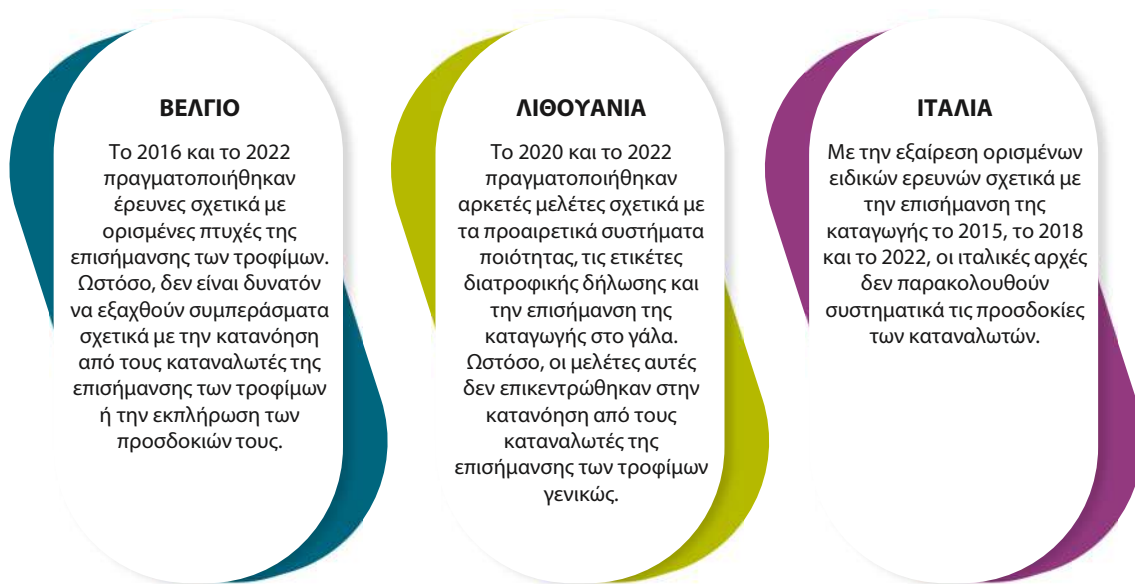 ΒΕΛΓΙΟ
Το 2016 και το 2022
πραγματοποιήθηκαν
έρευνες σχετικά με
ορισμένες πτυχές της
επισήμανσης των τροφίμων.
Ωστόσο, δεν είναι δυνατόν
να εξαχθούν συμπεράσματα
σχετικά με την κατανόηση
από τους καταναλωτές της
επισήμανσης των τροφίμων
ή την εκπλήρωση των
προσδοκιών τους.
ΛΙΘΟΥΑΝΙΑ
Το 2020 και το 2022
πραγματοποιήθηκαν
αρκετές μελέτες σχετικά με
τα προαιρετικά συστήματα
ποιότητας, τις ετικέτες
διατροφικής δήλωσης και
την επισήμανση της
καταγωγής στο γάλα.
Ωστόσο, οι μελέτες αυτές
δεν επικεντρώθηκαν στην
κατανόηση από τους
καταναλωτές της
επισήμανσης των τροφίμων
γενικώς.
ΙΤΑΛΙΑ
Με την εξαίρεση ορισμένων
ειδικών ερευνών σχετικά με
την επισήμανση της
καταγωγής το 2015, το 2018
και το 2022, οι ιταλικές αρχές
δεν παρακολουθούν
συστηματικά τις προσδοκίες
των καταναλωτών.